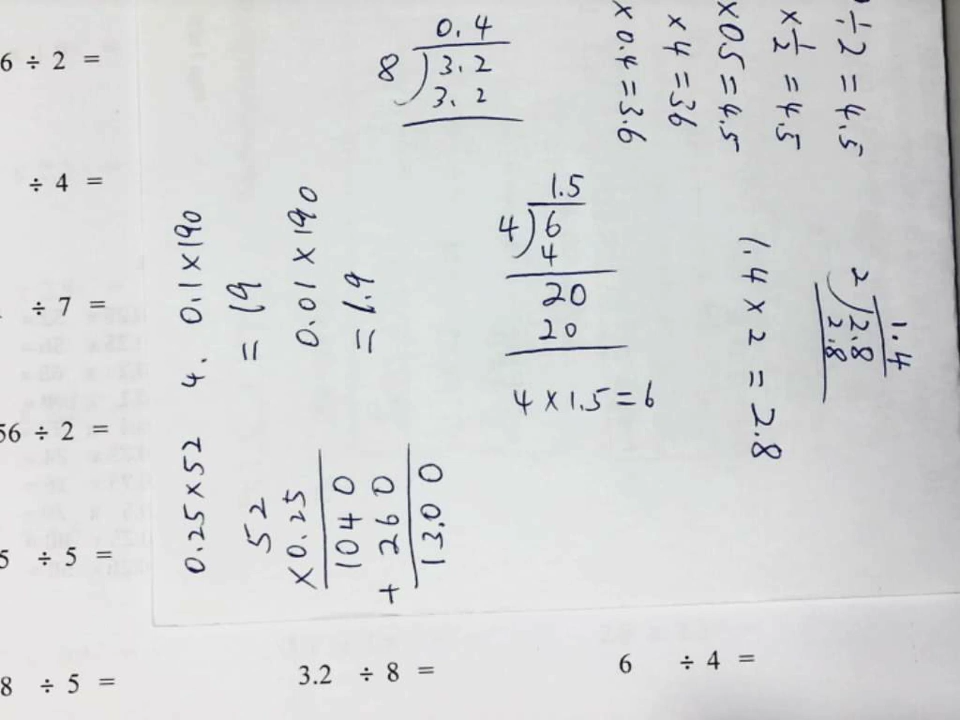 6 ÷ 2 =
÷ 4 =
÷ 7 =
56 ÷ 2 =
5 ÷ 5 =
8 ÷ 5 =
3.2 ÷ 8 =
6 ÷ 4 =
0.4
8 3.2
3.2
1.5
4 6
4
20
20
4 × 1.5 = 6
÷ 2 = 4.5
× 1/2 = 4.5
× 0.5 = 4.5
× 4 = 36
× 0.4 = 3.6
1.4
2 2.8
2.8
1.4 × 2 = 2.8
4. 0.1 × 190
= 19
0.01 × 190
= 1.9
0.25 × 52
52
× 0.25
1040
+ 260
13.00